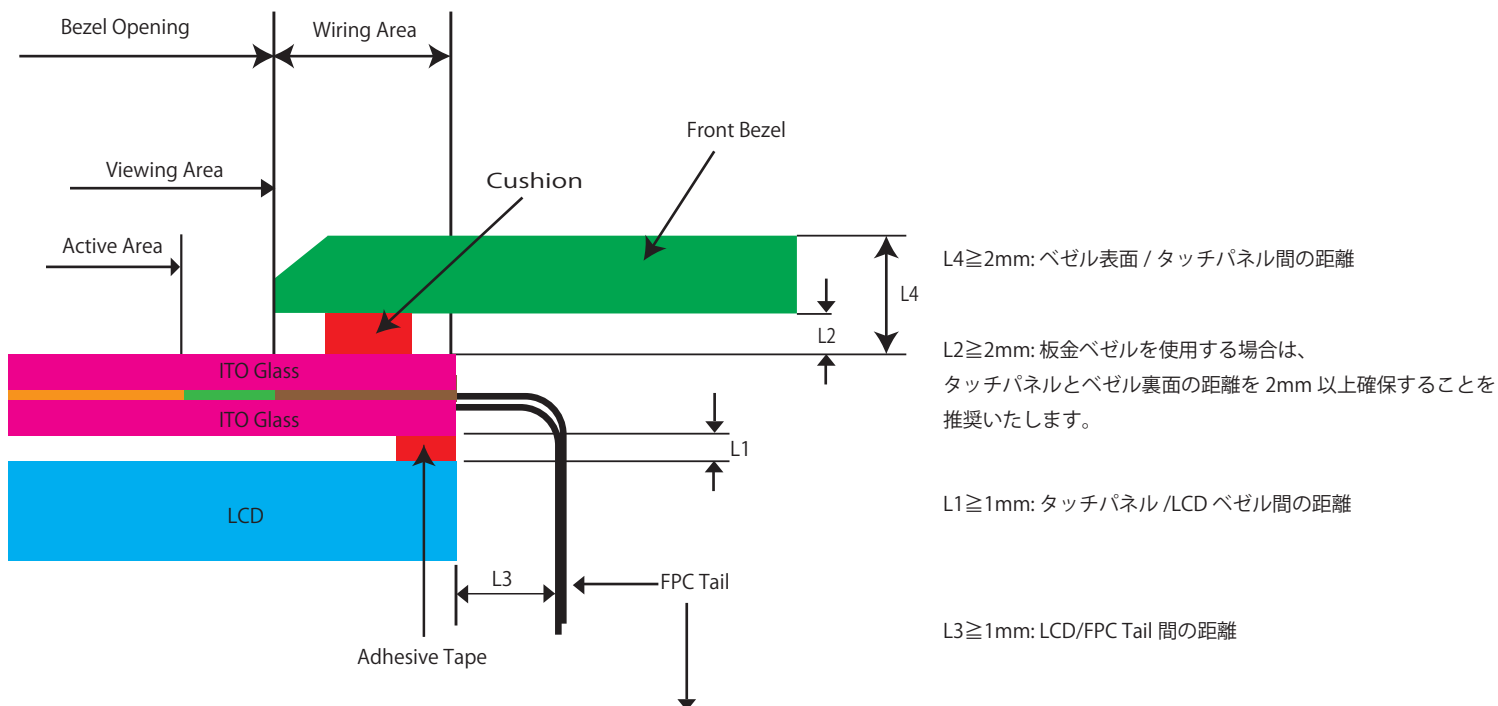 Bezel Opening
Wiring Area
Front Bezel
Viewing Area
Cushion
Active Area
L4≧2mm: ベゼル表面 / タッチパネル間の距離
L4
L2
L2≧2mm: 板金ベゼルを使用する場合は、
タッチパネルとベゼル裏面の距離を 2mm 以上確保することを
推奨いたします。
ITO Glass
ITO Glass
L1
L1≧1mm: タッチパネル /LCD ベゼル間の距離
LCD
L3
FPC Tail
L3≧1mm: LCD/FPC Tail 間の距離
Adhesive Tape